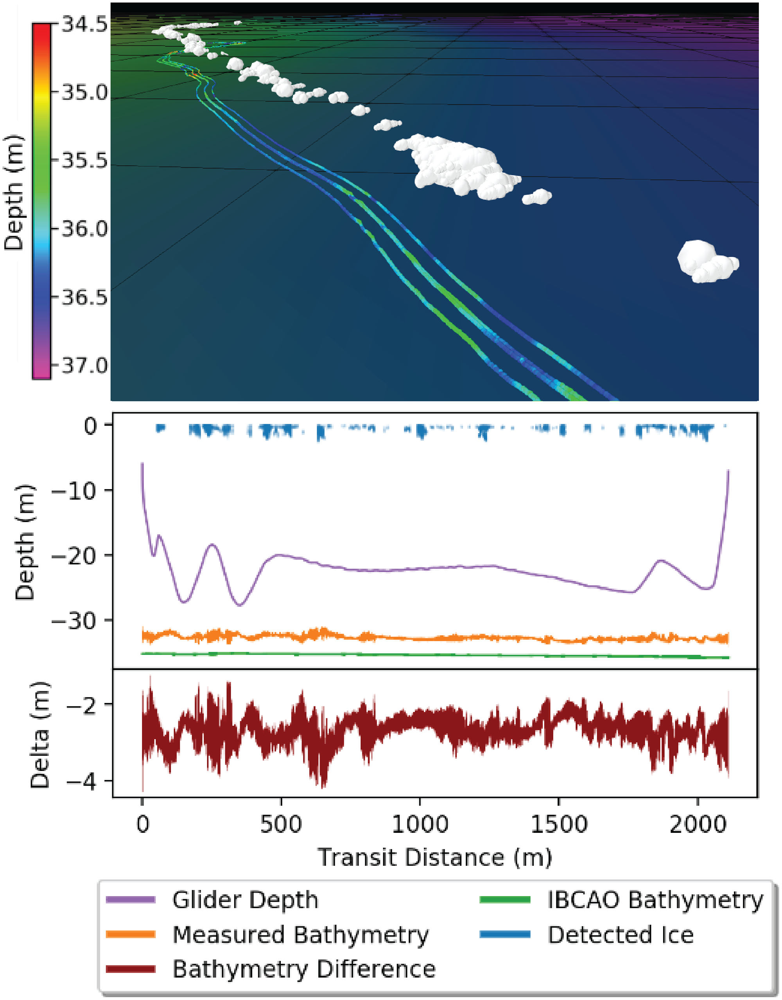 34.5
35.0
35.5
36.0
36.5
37.0
Depth (m)
0
−10
−20
−30
Depth (m)
−2
−4
Delta (m)
0 500 1000 1500 2000
Transit Distance (m)
Glider Depth
Measured Bathymetry
Bathymetry Difference
IBCAO Bathymetry
Detected Ice